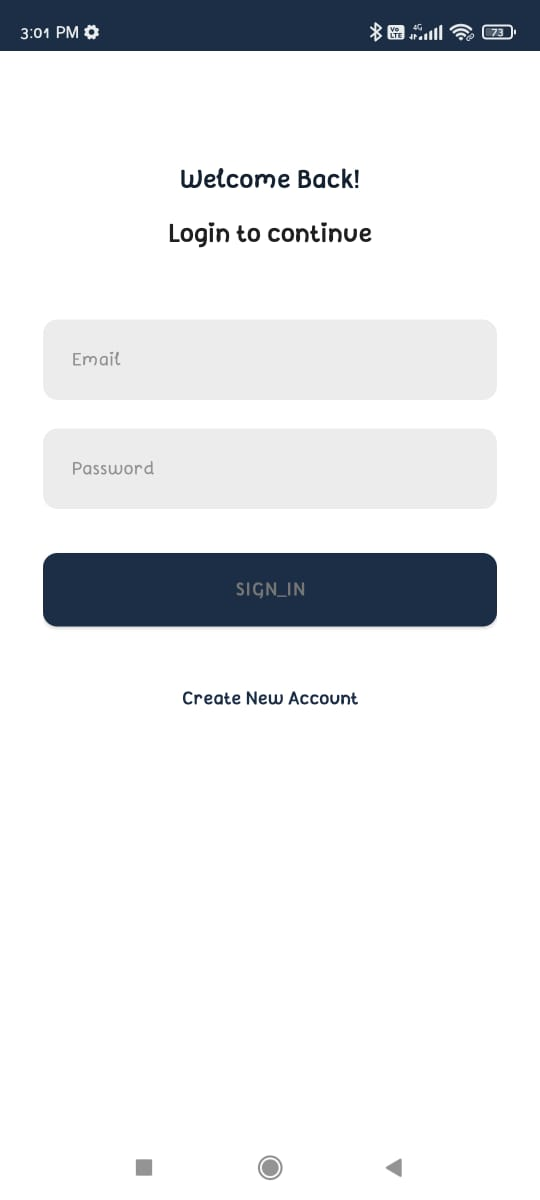 3:01 PM
Vo LTE 4G 73
Welcome Back!
Login to continue
Email
Password
SIGN_IN
Create New Account